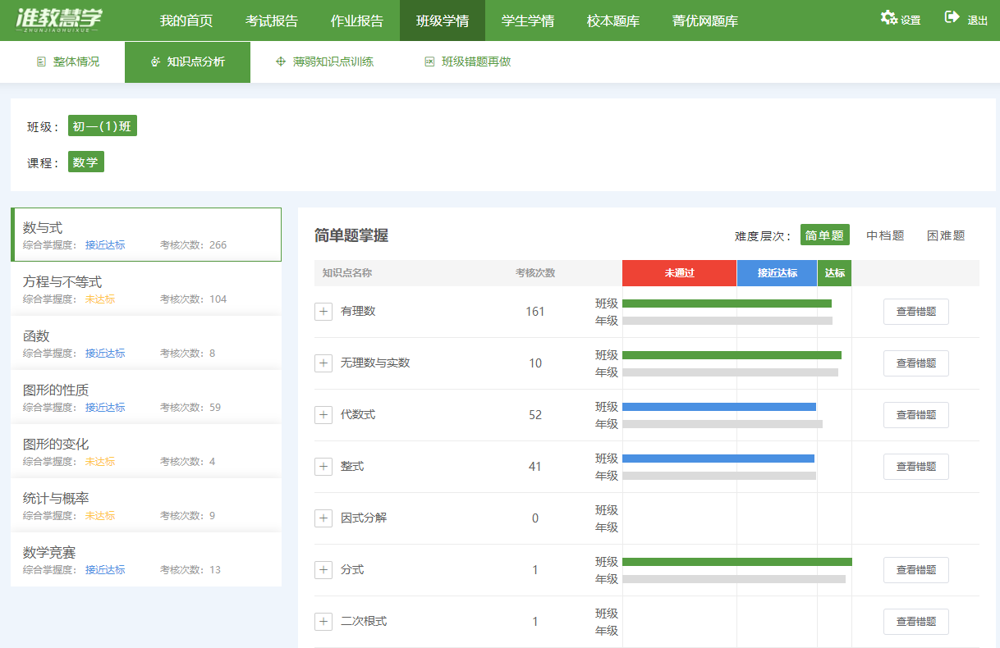 准教慧学
ZHUNJIAOHUIXUE
我的首页 考试报告 作业报告 班级学情 学生学情 校本题库 菁优网题库 设置 退出
整体情况 知识点分析 薄弱知识点训练 班级错题再做
班级： 初一(1)班
课程： 数学
数与式
综合掌握度： 接近达标 考核次数：266
方程与不等式
综合掌握度： 未达标 考核次数：104
函数
综合掌握度： 接近达标 考核次数：8
图形的性质
综合掌握度： 接近达标 考核次数：59
图形的变化
综合掌握度： 未达标 考核次数：4
统计与概率
综合掌握度： 未达标 考核次数：9
数学竞赛
综合掌握度： 接近达标 考核次数：13
简单题掌握 难度层次： 简单题 中档题 困难题
知识点名称 考核次数 未通过 接近达标 达标
有理数 161 班级 查看错题
年级
无理数与实数 10 班级 查看错题
年级
代数式 52 班级 查看错题
年级
整式 41 班级 查看错题
年级
因式分解 0 班级
年级
分式 1 班级 查看错题
年级
二次根式 1 班级 查看错题
年级